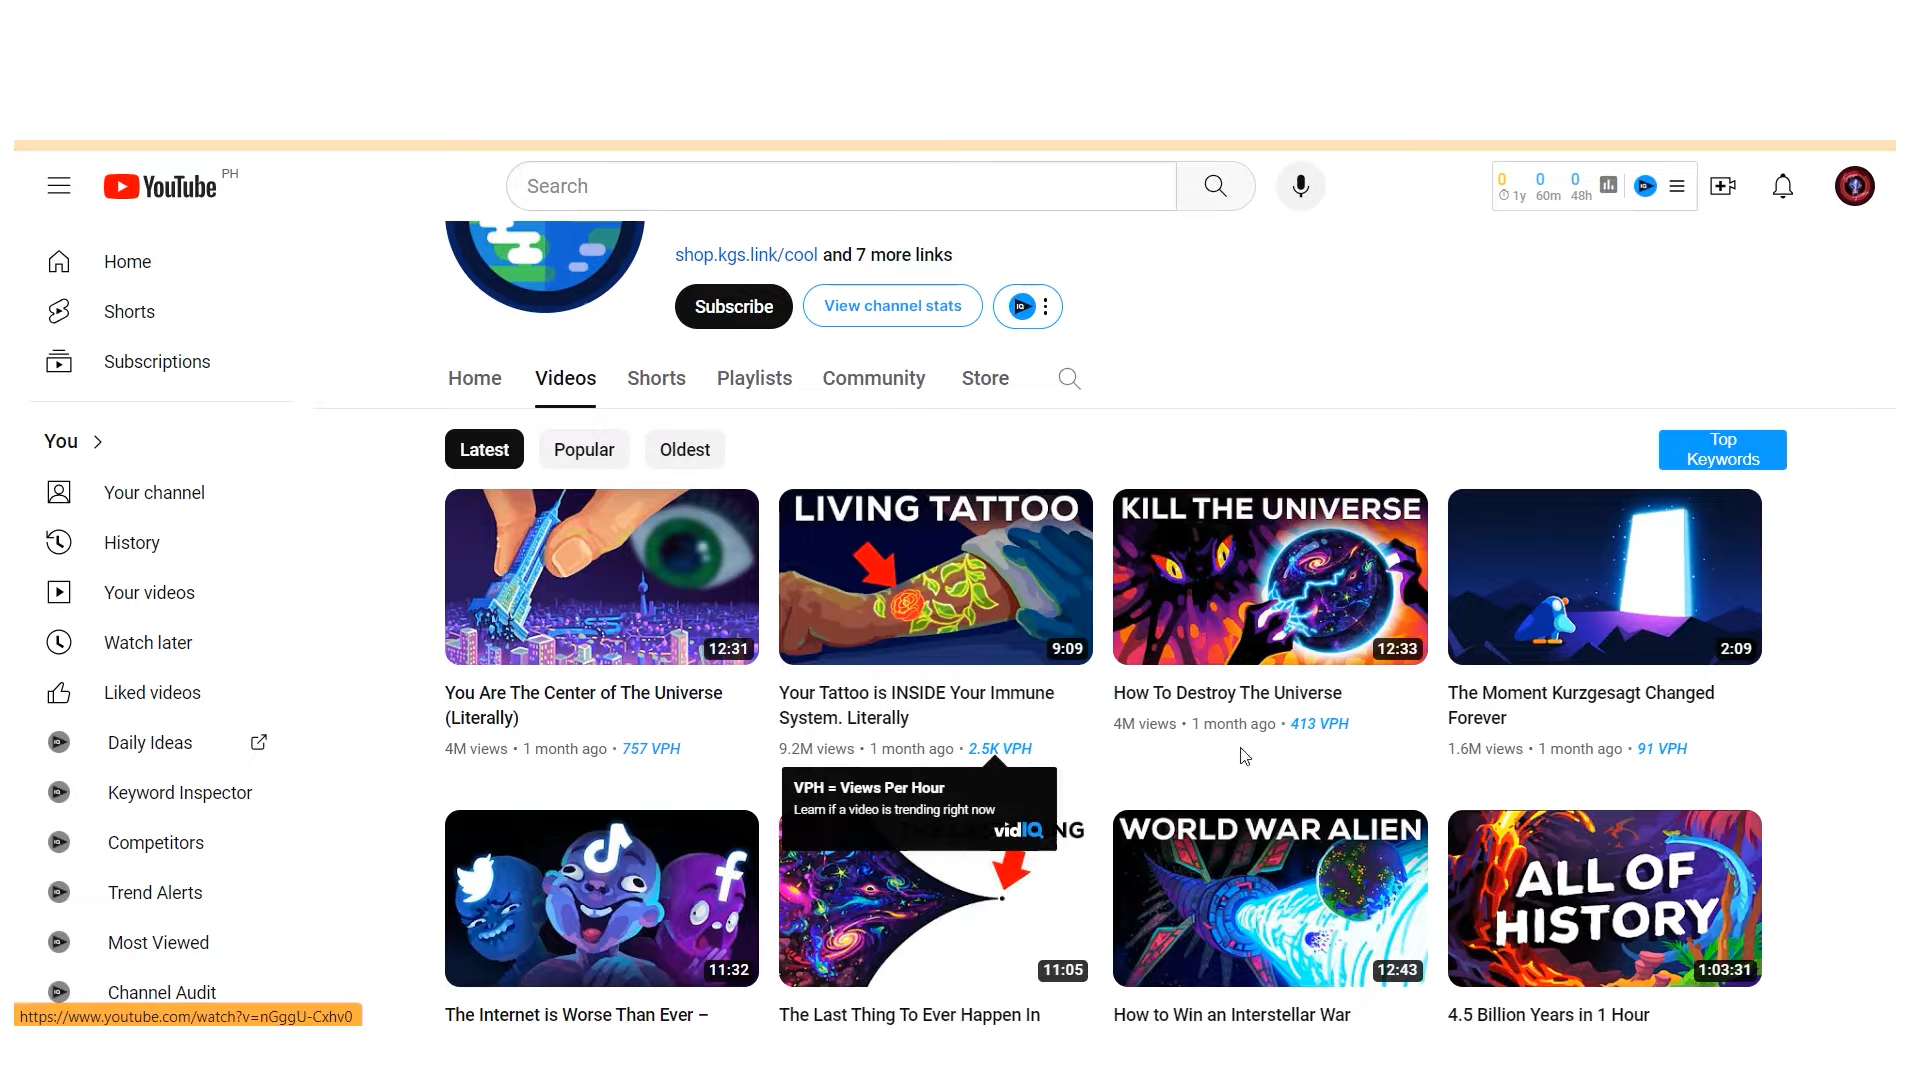 YouTube PH
Search
0 0 0
1y 60m 48h
Home
Shorts
Subscriptions
You
Your channel
History
Your videos
Watch later
Liked videos
Daily Ideas
Keyword Inspector
Competitors
Trend Alerts
Most Viewed
Channel Audit
https://www.youtube.com/watch?v=nGggU-Cxhv0
shop.kgs.link/cool and 7 more links
Subscribe
View channel stats
IQ
Home Videos Shorts Playlists Community Store
Latest Popular Oldest
Top
Keywords
12:31
You Are The Center of The Universe
(Literally)
4M views • 1 month ago • 757 VPH
LIVING TATTOO
9:09
Your Tattoo is INSIDE Your Immune
System. Literally
9.2M views • 1 month ago • 2.5K VPH
KILL THE UNIVERSE
12:33
How To Destroy The Universe
4M views • 1 month ago • 413 VPH
2:09
The Moment Kurzgesagt Changed
Forever
1.6M views • 1 month ago • 91 VPH
VPH = Views Per Hour
Learn if a video is trending right now
vidIQ
NG
11:32
The Internet is Worse Than Ever –
11:05
The Last Thing To Ever Happen In
WORLD WAR ALIEN
12:43
How to Win an Interstellar War
ALL OF
HISTORY
1:03:31
4.5 Billion Years in 1 Hour